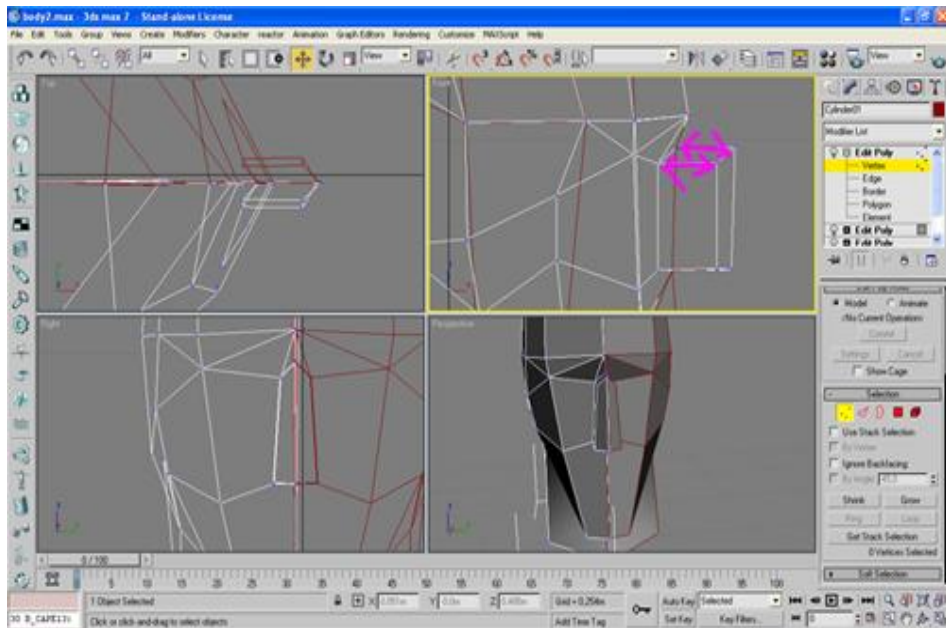 body2.max - 3ds max 7 - Stand-alone License
File Edit Tools Group Views Create Modifiers Character reactor Animation Graph Editors Rendering Customize MAXScript Help
All
View
View
Top
Right
Perspective
Cylinder01
Modifier List
Edit Poly
Vertex
Edge
Border
Polygon
Element
Edit Poly
Edit Poly
Model Animate
<No Current Operation>
Commit
Settings Cancel
Show Cage
Selection
Use Stack Selection
By Vertex
Ignore Backfacing
By Angle
Shrink Grow
Ring Loop
Get Stack Selection
0 Vertices Selected
Soft Selection
0 / 100
5 10 15 20 25 30 35 40 45 50 55 60 65 70 75 80 85 90 95 100
1 Object Selected
X Y Z
Grid = 0.254m
Auto Key Selected
Click or click-and-drag to select objects
Add Time Tag
Set Key Key Filters...
0